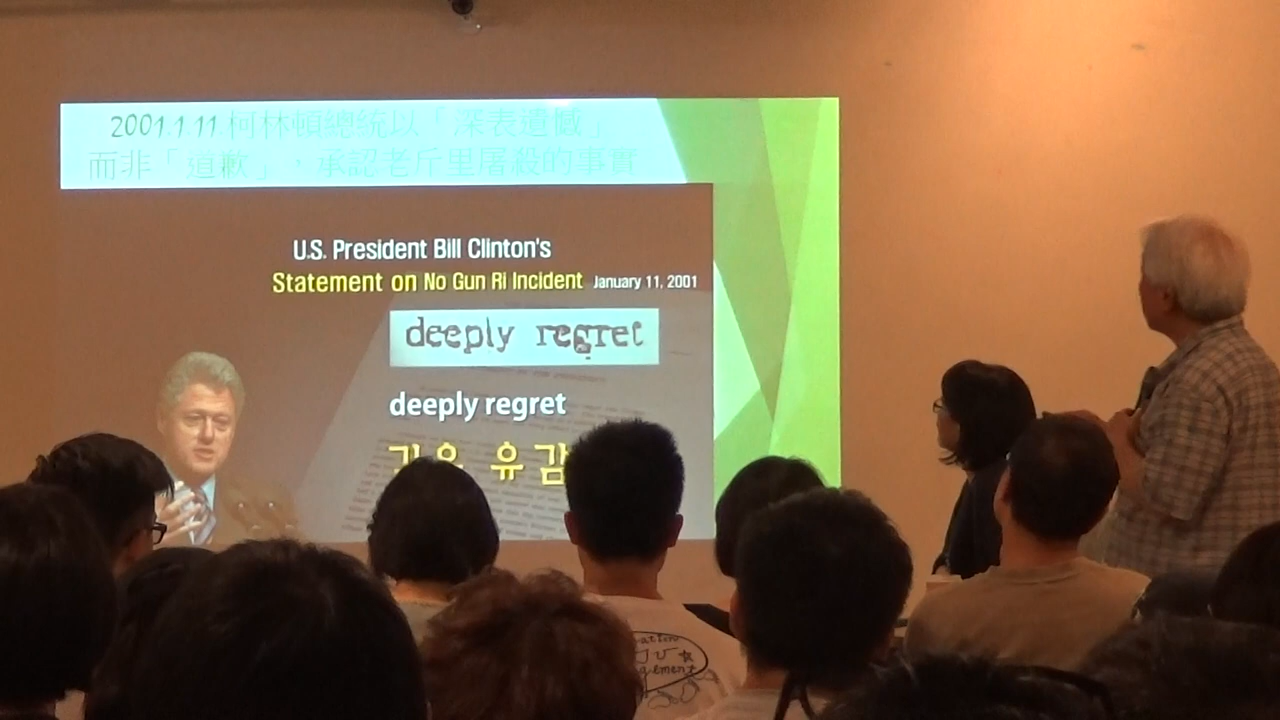 2001.1.11.柯林頓總統以「深表遺憾」
而非「道歉」，承認老斤里屠殺的事實
U.S. President Bill Clinton's
Statement on No Gun Ri Incident January 11, 2001
deeply regret
deeply regret
유감